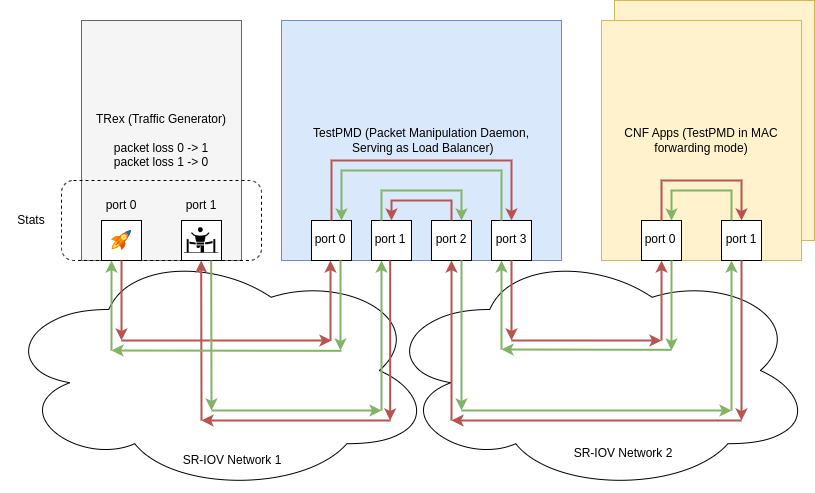 TRex (Traffic Generator)
packet loss 0 -> 1
packet loss 1 -> 0
TestPMD (Packet Manipulation Daemon,
Serving as Load Balancer)
CNF Apps (TestPMD in MAC
forwarding mode)
Stats
port 0
port 1
port 0
port 1
port 2
port 3
port 0
port 1
SR-IOV Network 1
SR-IOV Network 2